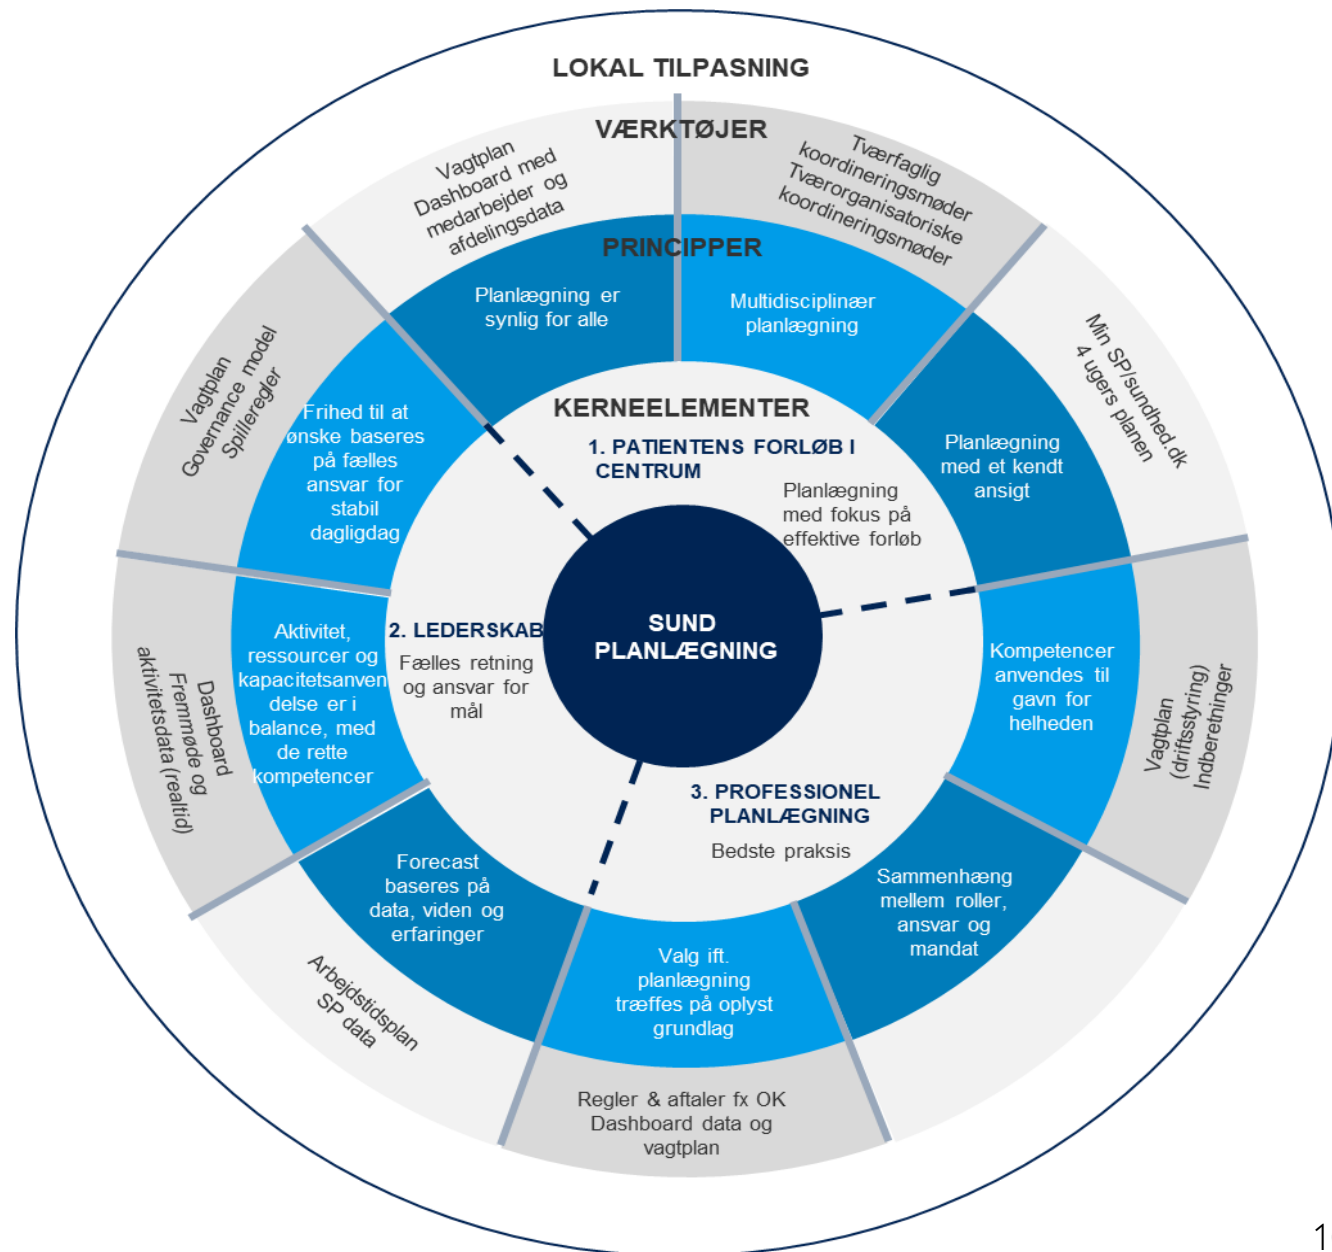 LOKAL TILPASNING
VÆRKTØJER
Vagtplan
Dashboard med
medarbejder og
afdelingsdata
Tværfaglig
koordineringsmøder
Tværorganisatoriske
koordineringsmøder
Min SP/sundhed.dk
4 ugers planen
Vagtplan
(driftsstyring)
Indberetninger
Regler & aftaler fx OK
Dashboard data og
vagtplan
Arbejdstidsplan
SP data
Dashboard
Fremmøde og
aktivitetsdata (realtid)
Vagtplan
Governance model
Spilleregler
PRINCIPPER
Planlægning er
synlig for alle
Multidisciplinær
planlægning
Planlægning
med et kendt
ansigt
Kompetencer
anvendes til
gavn for
helheden
Sammenhæng
mellem roller,
ansvar og
mandat
Valg ift.
planlægning
træffes på oplyst
grundlag
Forecast
baseres på
data, viden og
erfaringer
Aktivitet,
ressourcer og
kapacitetsanven
delse er i
balance, med
de rette
kompetencer
Frihed til at
ønske baseres
på fælles
ansvar for
stabil
dagligdag
KERNEELEMENTER
1. PATIENTENS FORLØB I
CENTRUM
Planlægning
med fokus på
effektive forløb
2. LEDERSKAB
Fælles retning
og ansvar for
mål
3. PROFESSIONEL
PLANLÆGNING
Bedste praksis
SUND
PLANLÆGNING
1